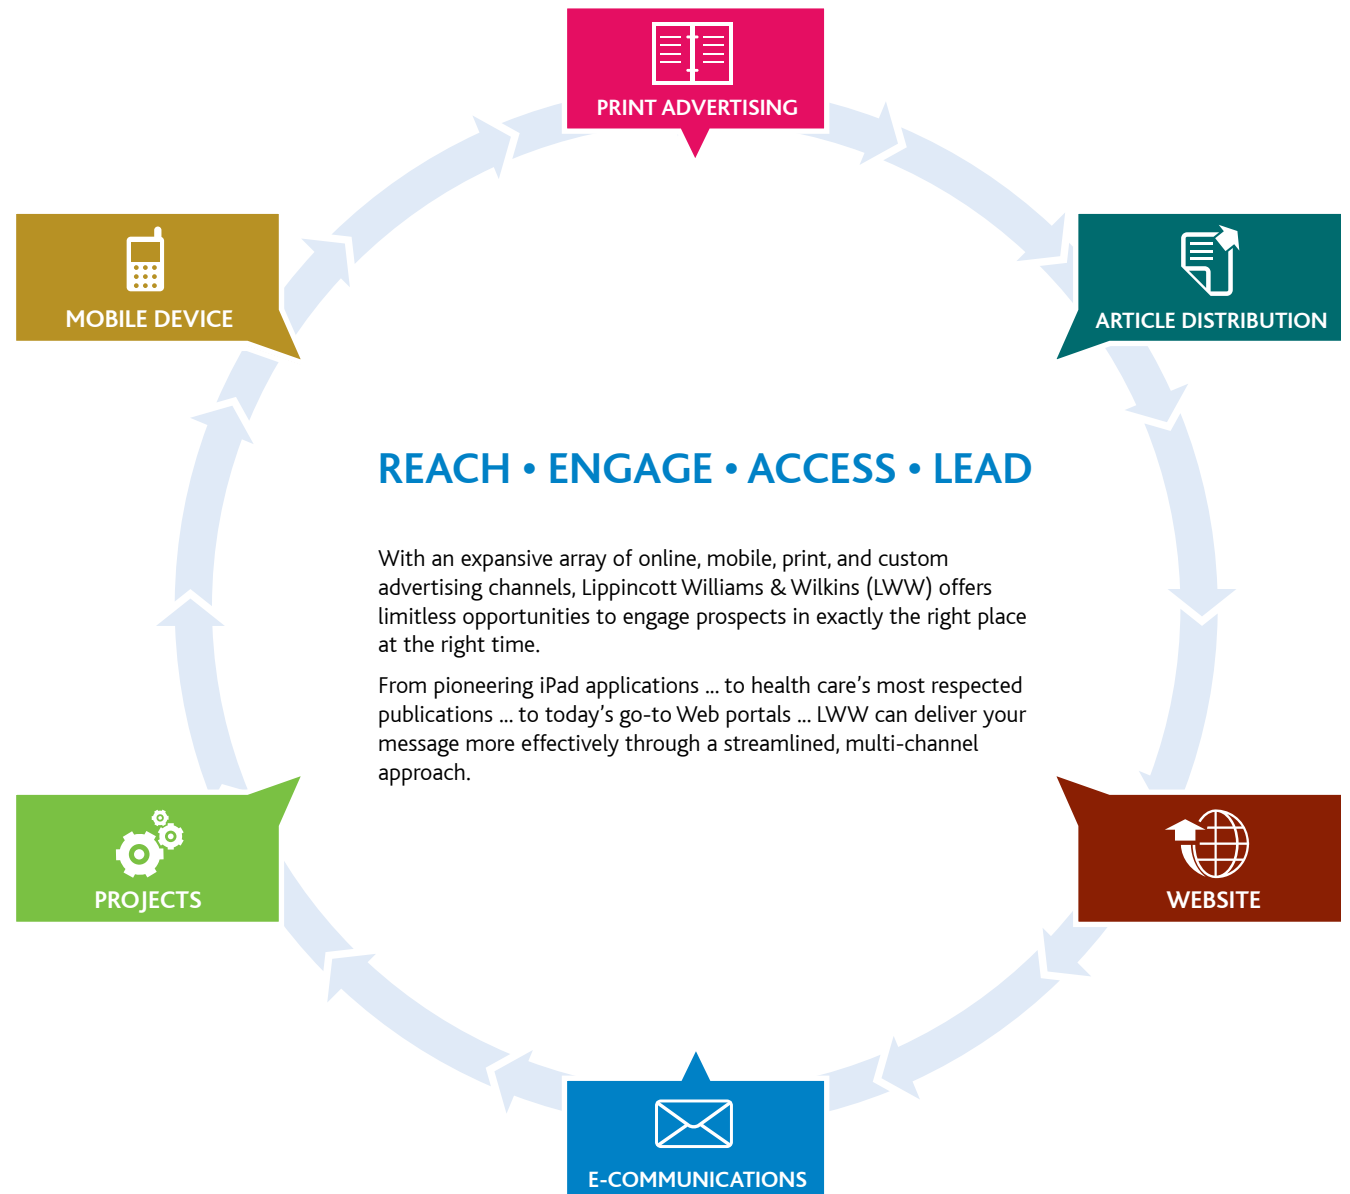 PRINT ADVERTISING
MOBILE DEVICE
ARTICLE DISTRIBUTION
REACH • ENGAGE • ACCESS • LEAD
With an expansive array of online, mobile, print, and custom
advertising channels, Lippincott Williams & Wilkins (LWW) offers
limitless opportunities to engage prospects in exactly the right place
at the right time.
From pioneering iPad applications ... to health care’s most respected
publications ... to today’s go-to Web portals ... LWW can deliver your
message more effectively through a streamlined, multi-channel
approach.
PROJECTS
WEBSITE
E-COMMUNICATIONS